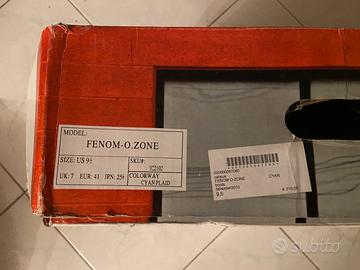 MODEL:
FENOM-O.ZONE
SIZE: US 9½
SKU#:
UK: 7 EUR: 41 JPN: 25½
COLORWAY
CYAN PLAID
FENOM-O-ZONE
CYAN
boots
9,5
subito